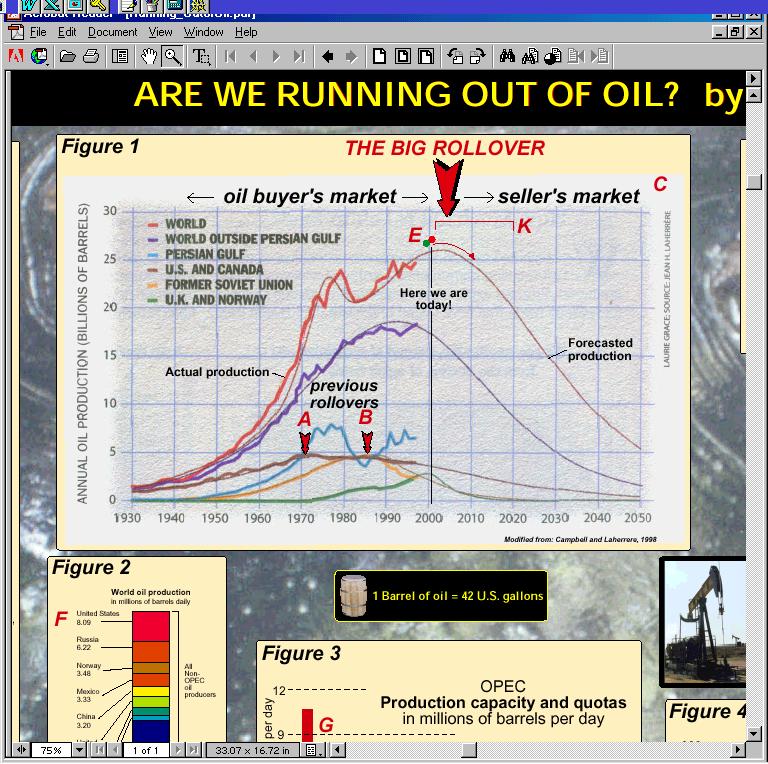 Acrobat Reader - [Running_OutofOil.pdf]
File Edit Document View Window Help
ARE WE RUNNING OUT OF OIL? by
Figure 1
THE BIG ROLLOVER
C
oil buyer's market
seller's market
30
25
20
15
10
5
0
ANNUAL OIL PRODUCTION (BILLIONS OF BARRELS)
WORLD
WORLD OUTSIDE PERSIAN GULF
PERSIAN GULF
U.S. AND CANADA
FORMER SOVIET UNION
U.K. AND NORWAY
E
K
Here we are
today!
LAURIE GRACE; SOURCE: JEAN H. LAHERRÈRE
Forecasted
production
Actual production
previous
rollovers
A
B
1930 1940 1950 1960 1970 1980 1990 2000 2010 2020 2030 2040 2050
Modified from: Campbell and Laherrere, 1998
Figure 2
World oil production
in millions of barrels daily
F
United States
8.09
Russia
6.22
Norway
3.48
Mexico
3.33
China
3.20
All
Non-
OPEC
oil
producers
1 Barrel of oil = 42 U.S. gallons
Figure 3
OPEC
Production capacity and quotas
in millions of barrels per day
12
9
per day
G
Figure 4
75%
1 of 1
33.07 x 16.72 in